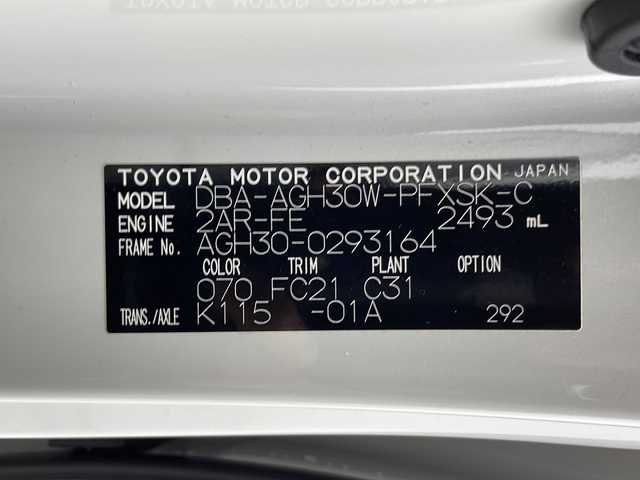 TOYOTA MOTOR CORPORATION JAPAN
MODEL DBA-AGH30W-PFXSK-C
ENGINE 2AR-FE 2493 mL
FRAME No. AGH30-0293164
COLOR TRIM PLANT OPTION
070 FC21 C31
TRANS./AXLE K115 -01A 292